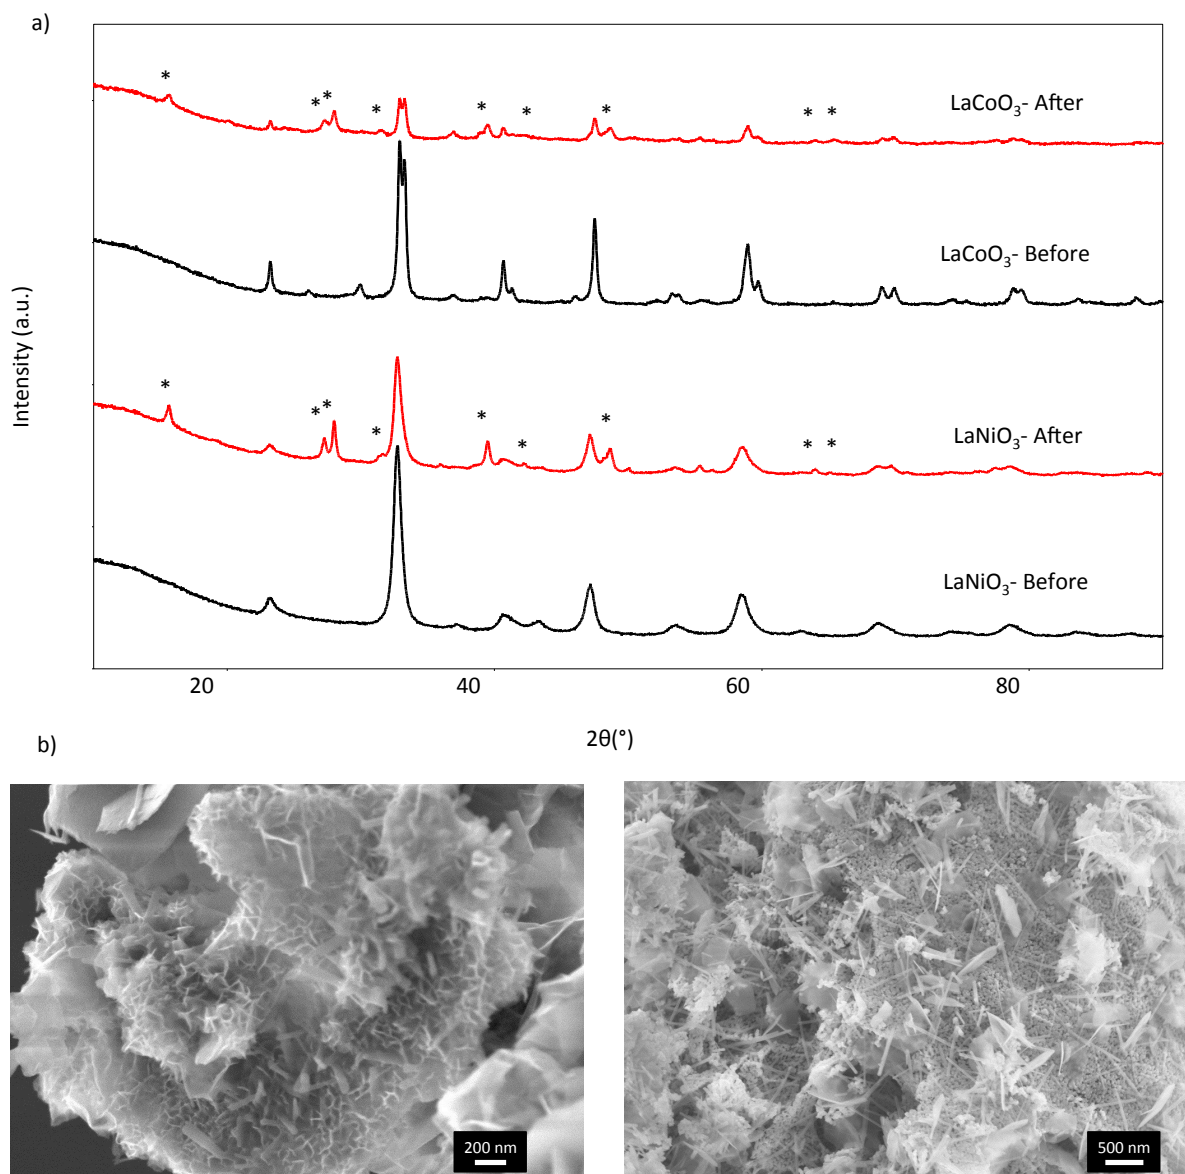 a)
* * * * * * * * *
LaCoO₃- After
LaCoO₃- Before
* * * * * * * * *
LaNiO₃- After
LaNiO₃- Before
Intensity (a.u.)
20 40 60 80
2θ(°)
b)
200 nm
500 nm